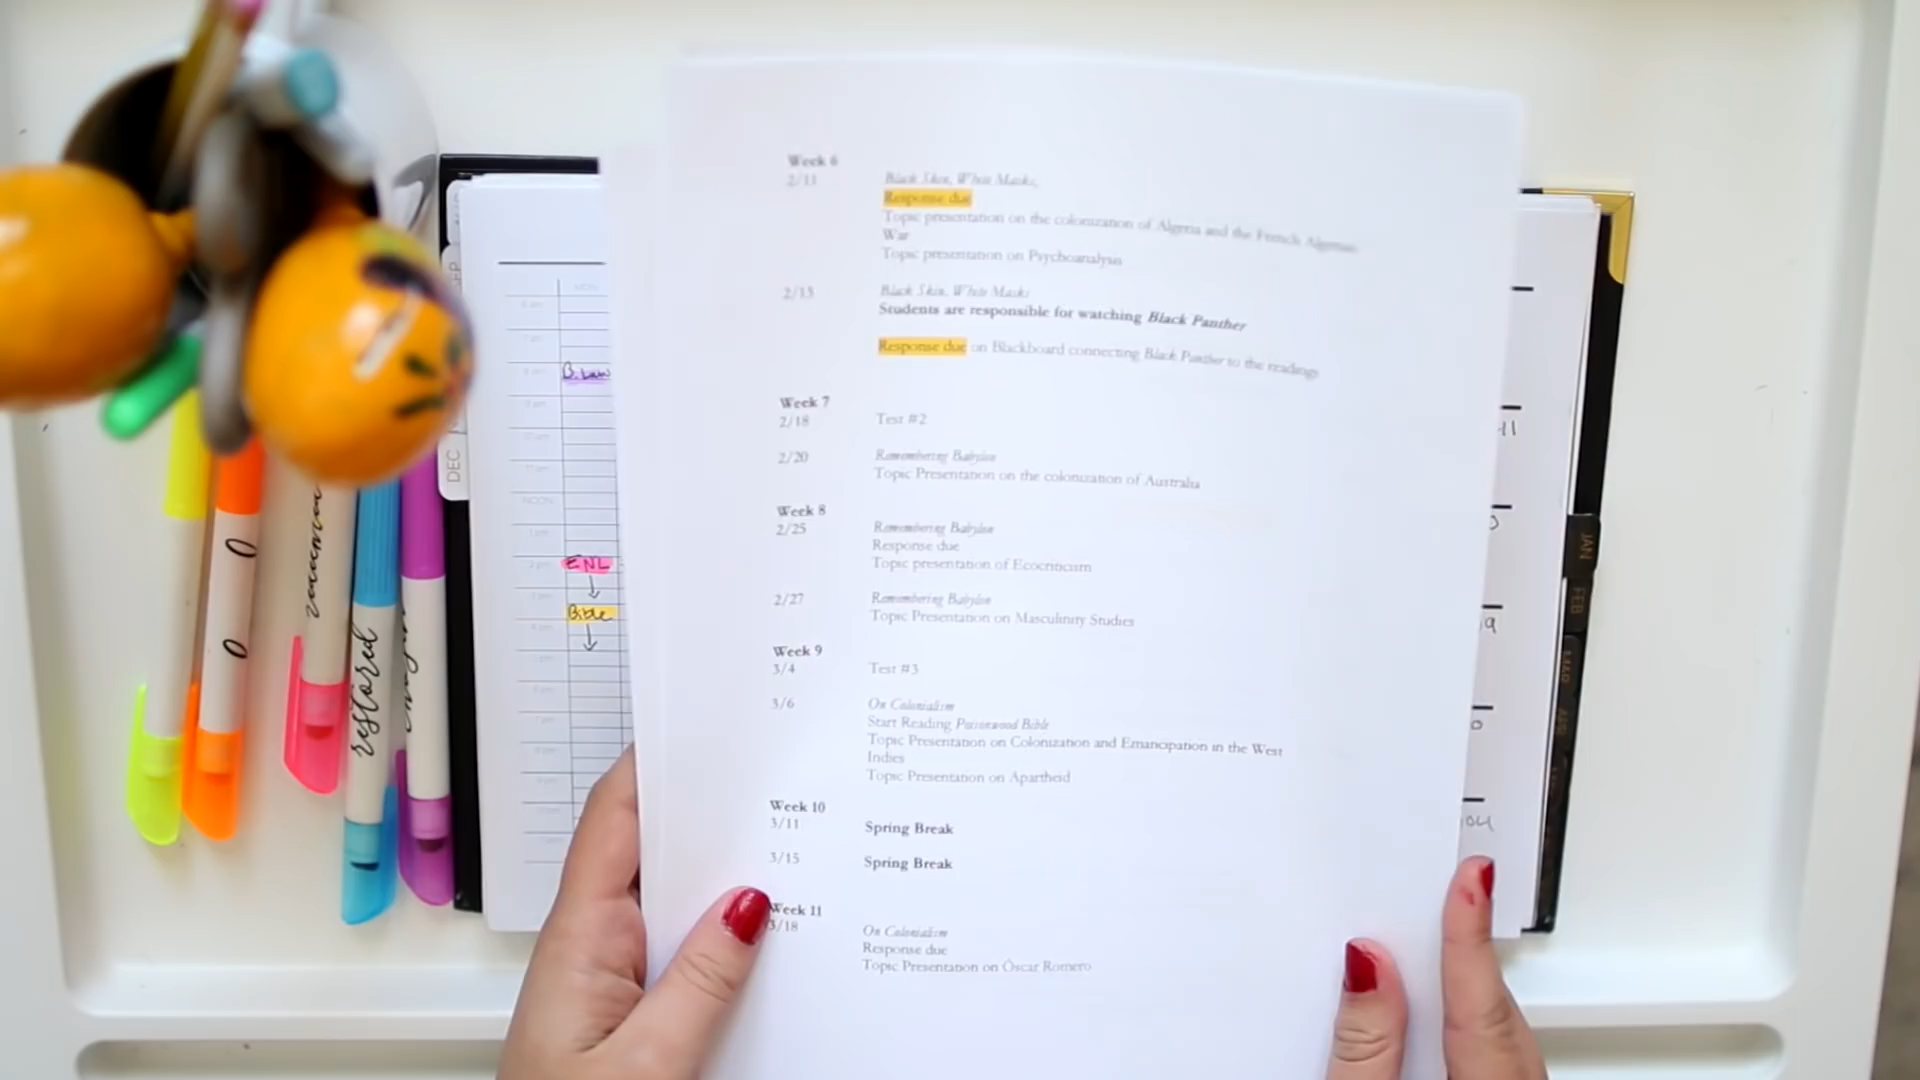 Week 6
2/11
Black Skin, White Masks,
Response due
Topic presentation on the colonization of Algeria and the French Algerian
War
Topic presentation on Psychoanalysis
2/13
Black Skin, White Masks
Students are responsible for watching Black Panther
Response due on Blackboard connecting Black Panther to the readings
Week 7
2/18 Test #2
2/20 Remembering Babylon
Topic Presentation on the colonization of Australia
Week 8
2/25 Remembering Babylon
Response due
Topic presentation of Ecocriticism
2/27 Remembering Babylon
Topic Presentation on Masculinity Studies
Week 9
3/4 Test #3
3/6 On Colonialism
Start Reading Poisonwood Bible
Topic Presentation on Colonization and Emancipation in the West
Indies
Topic Presentation on Apartheid
Week 10
3/11 Spring Break
3/15 Spring Break
Week 11
3/18 On Colonialism
Response due
Topic Presentation on Óscar Romero
MON
B. Law
NOON
ENL
Bible
DEC
restored
JAN
FEB
MAR
APR